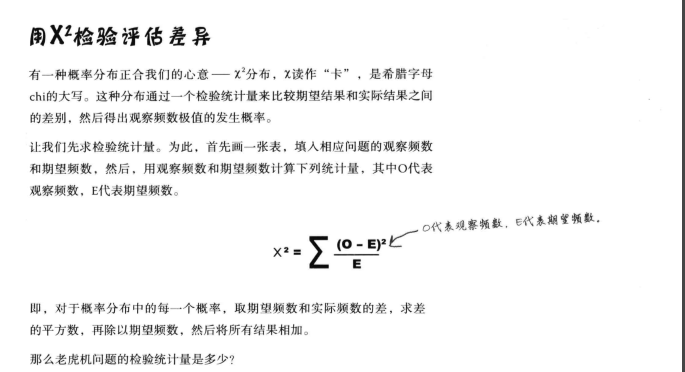 用X²检验评估差异
有一种概率分布正合我们的心意—— χ²分布，χ读作“卡”，是希腊字母
chi的大写。这种分布通过一个检验统计量来比较期望结果和实际结果之间
的差别，然后得出观察频数极值的发生概率。
让我们先求检验统计量。为此，首先画一张表，填入相应问题的观察频数
和期望频数，然后，用观察频数和期望频数计算下列统计量，其中O代表
观察频数，E代表期望频数。
O代表观察频数，E代表期望频数。
X² = ∑ (O - E)² / E
即，对于概率分布中的每一个概率，取期望频数和实际频数的差，求差
的平方数，再除以期望频数，然后将所有结果相加。
那么老虎机问题的检验统计量是多少？